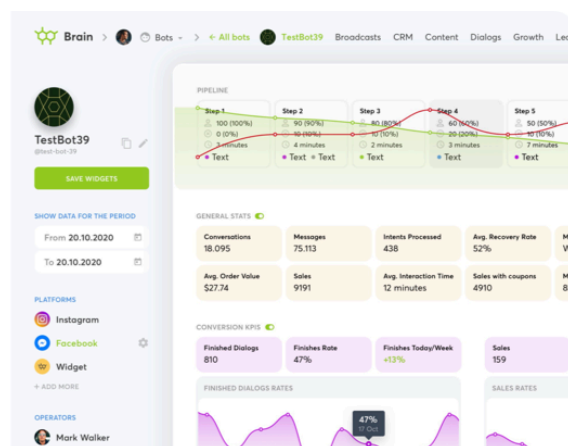 Brain > Bots > ← All bots TestBot39 Broadcasts CRM Content Dialogs Growth
TestBot39
@test-bot-39
SAVE WIDGETS
SHOW DATA FOR THE PERIOD
From 20.10.2020
To 20.10.2020
PLATFORMS
Instagram
Facebook
Widget
+ ADD MORE
OPERATORS
Mark Walker
PIPELINE
Step 1 Step 2 Step 3 Step 4 Step 5
100 (100%) 90 (90%) 80 (80%) 60 (60%) 50 (50%)
0 (0%) 10 (10%) 10 (10%) 20 (20%) 10 (10%)
3 minutes 4 minutes 2 minutes 3 minutes 7 minutes
Text Text Text Text Text Text
GENERAL STATS
Conversations Messages Intents Processed Avg. Recovery Rate
18.095 75.113 438 52%
Avg. Order Value Sales Avg. Interaction Time Sales with coupons
$27.74 9191 12 minutes 4910
CONVERSION KPIS
Finished Dialogs Finishes Rate Finishes Today/Week Sales
810 47% +13% 159
FINISHED DIALOGS RATES SALES RATES
47%
17 Oct